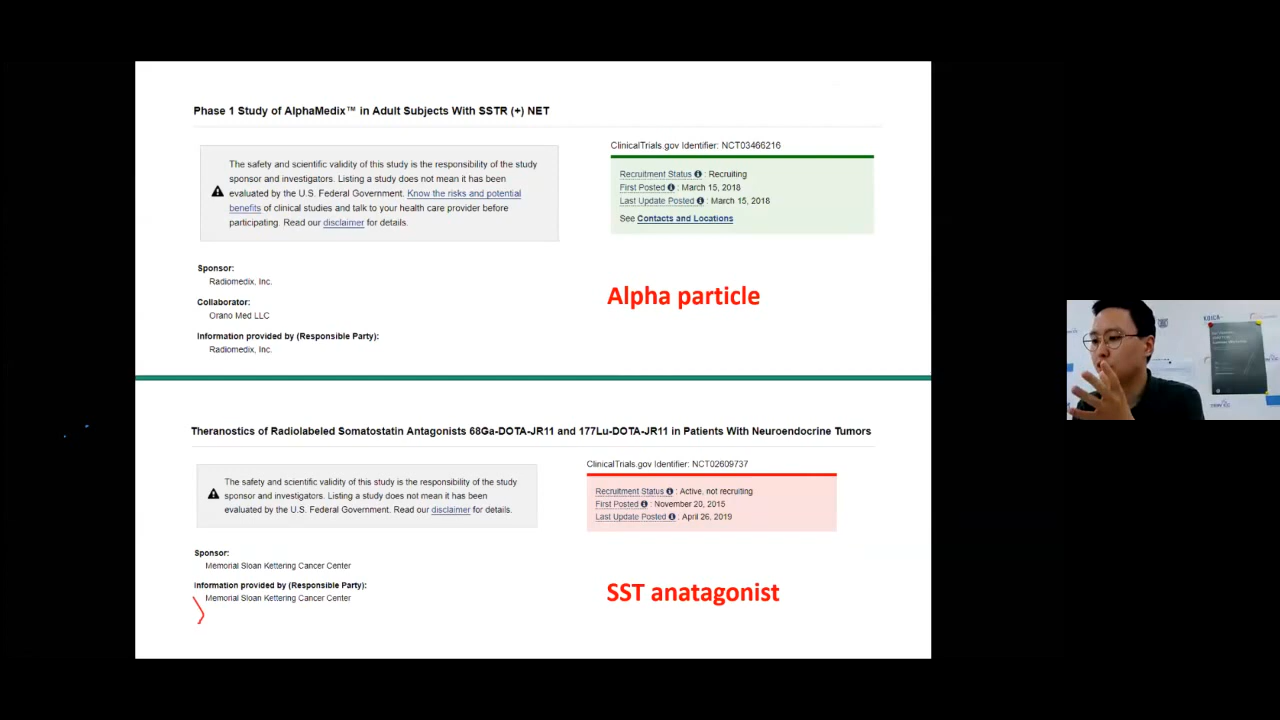 Phase 1 Study of AlphaMedix™ in Adult Subjects With SSTR (+) NET
The safety and scientific validity of this study is the responsibility of the study
sponsor and investigators. Listing a study does not mean it has been
evaluated by the U.S. Federal Government. Know the risks and potential
benefits of clinical studies and talk to your health care provider before
participating. Read our disclaimer for details.
ClinicalTrials.gov Identifier: NCT03466216
Recruitment Status : Recruiting
First Posted : March 15, 2018
Last Update Posted : March 15, 2018
See Contacts and Locations
Sponsor:
Radiomedix, Inc.
Collaborator:
Orano Med LLC
Information provided by (Responsible Party):
Radiomedix, Inc.
Alpha particle
Theranostics of Radiolabeled Somatostatin Antagonists 68Ga-DOTA-JR11 and 177Lu-DOTA-JR11 in Patients With Neuroendocrine Tumors
The safety and scientific validity of this study is the responsibility of the study
sponsor and investigators. Listing a study does not mean it has been
evaluated by the U.S. Federal Government. Read our disclaimer for details.
ClinicalTrials.gov Identifier: NCT02609737
Recruitment Status : Active, not recruiting
First Posted : November 20, 2015
Last Update Posted : April 26, 2019
Sponsor:
Memorial Sloan Kettering Cancer Center
Information provided by (Responsible Party):
Memorial Sloan Kettering Cancer Center
SST anatagonist
KOICA